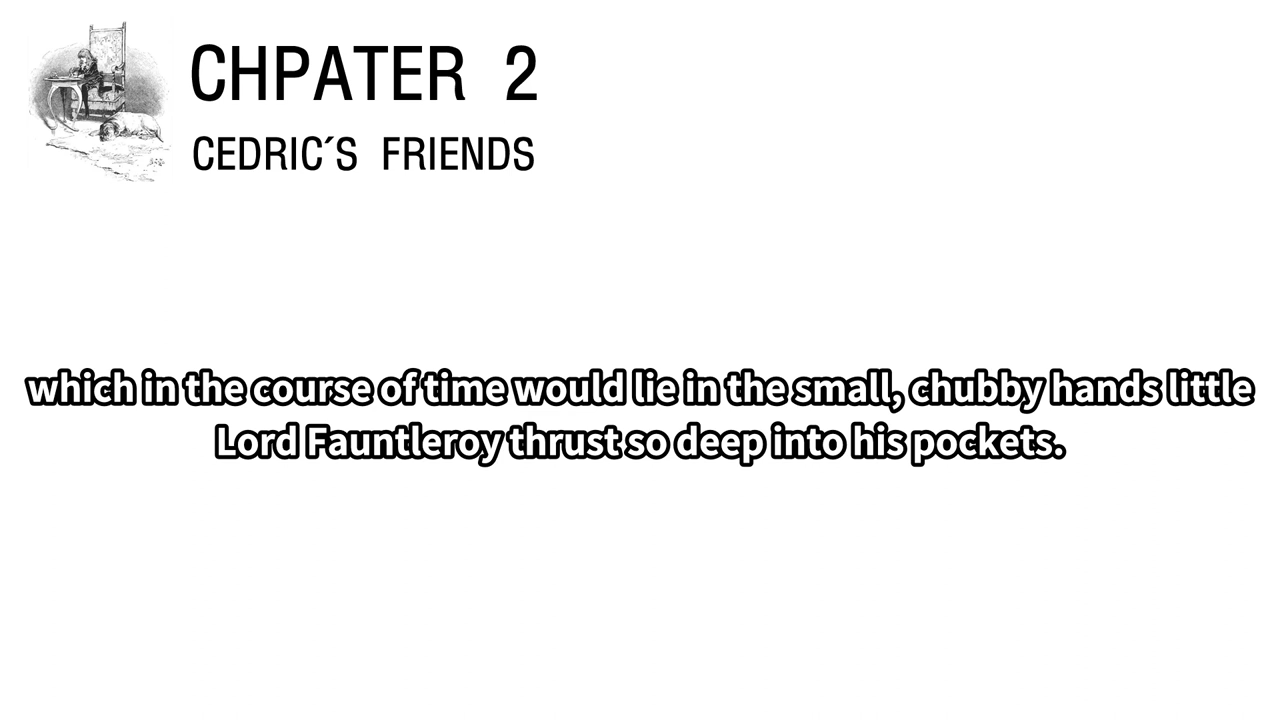 CHPATER 2
CEDRIC´S FRIENDS
which in the course of time would lie in the small, chubby hands little
Lord Fauntleroy thrust so deep into his pockets.